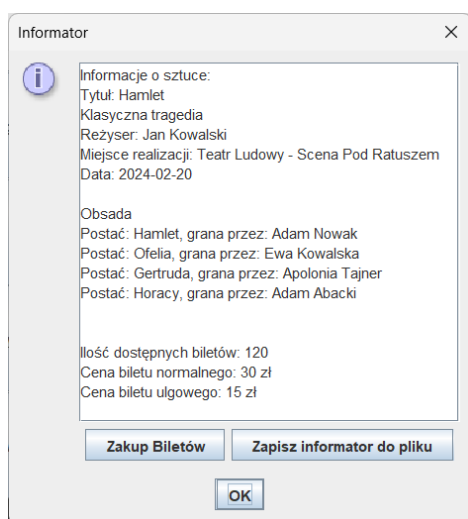 Informator
Informacje o sztuce:
Tytuł: Hamlet
Klasyczna tragedia
Reżyser: Jan Kowalski
Miejsce realizacji: Teatr Ludowy - Scena Pod Ratuszem
Data: 2024-02-20
Obsada
Postać: Hamlet, grana przez: Adam Nowak
Postać: Ofelia, grana przez: Ewa Kowalska
Postać: Gertruda, grana przez: Apolonia Tajner
Postać: Horacy, grana przez: Adam Abacki
Ilość dostępnych biletów: 120
Cena biletu normalnego: 30 zł
Cena biletu ulgowego: 15 zł
Zakup Biletów
Zapisz informator do pliku
OK